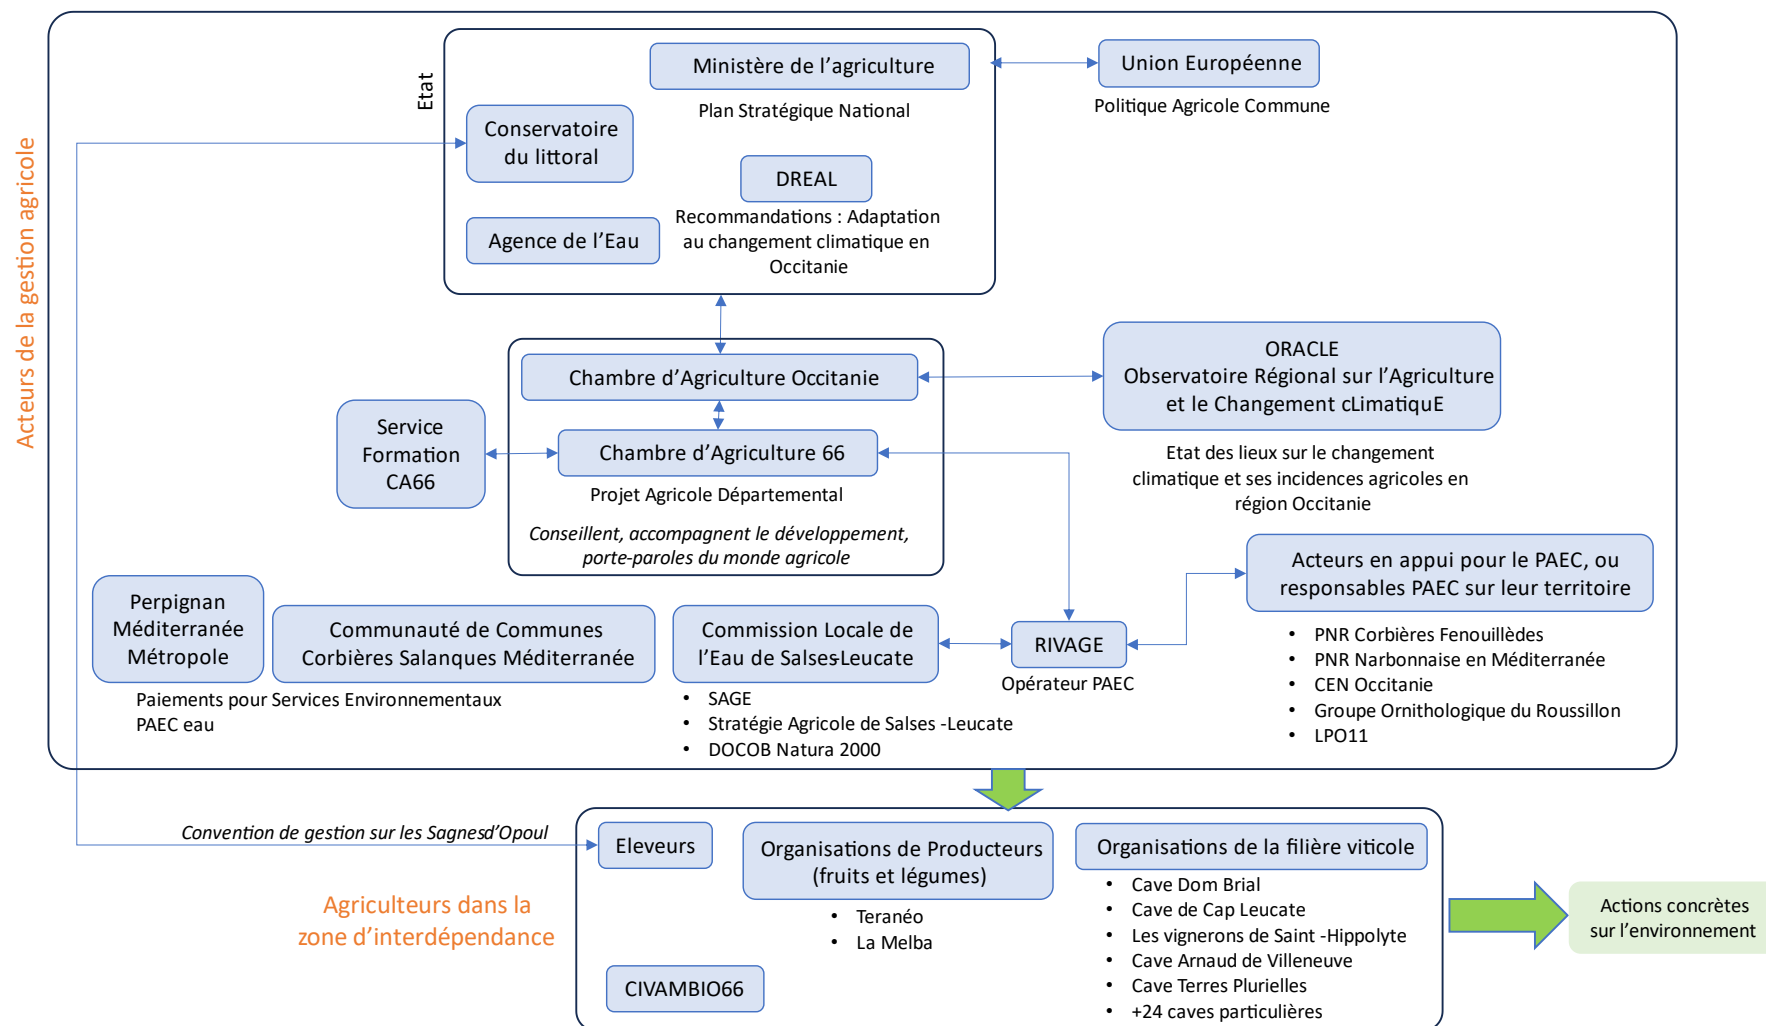 Acteurs de la gestion agricole
Etat
Ministère de l'agriculture
Plan Stratégique National
Union Européenne
Politique Agricole Commune
Conservatoire
du littoral
DREAL
Recommandations : Adaptation
au changement climatique en
Occitanie
Agence de l'Eau
Chambre d'Agriculture Occitanie
ORACLE
Observatoire Régional sur l'Agriculture
et le Changement cLimatiquE
Etat des lieux sur le changement
climatique et ses incidences agricoles en
région Occitanie
Service
Formation
CA66
Chambre d'Agriculture 66
Projet Agricole Départemental
Conseillent, accompagnent le développement,
porte-paroles du monde agricole
Perpignan
Méditerranée
Métropole
Communauté de Communes
Corbières Salanques Méditerranée
Paiements pour Services Environnementaux
PAEC eau
Commission Locale de
l'Eau de Salses-Leucate
• SAGE
• Stratégie Agricole de Salses -Leucate
• DOCOB Natura 2000
RIVAGE
Opérateur PAEC
Acteurs en appui pour le PAEC, ou
responsables PAEC sur leur territoire
• PNR Corbières Fenouillèdes
• PNR Narbonnaise en Méditerranée
• CEN Occitanie
• Groupe Ornithologique du Roussillon
• LPO11
Convention de gestion sur les Sagnesd'Opoul
Agriculteurs dans la
zone d'interdépendance
Eleveurs
CIVAMBIO66
Organisations de Producteurs
(fruits et légumes)
• Teranéo
• La Melba
Organisations de la filière viticole
• Cave Dom Brial
• Cave de Cap Leucate
• Les vignerons de Saint -Hippolyte
• Cave Arnaud de Villeneuve
• Cave Terres Plurielles
• +24 caves particulières
Actions concrètes
sur l'environnement